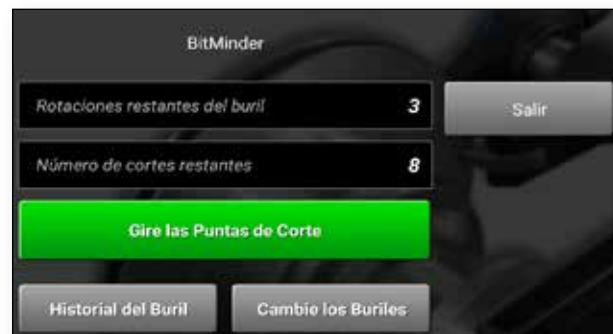 BitMinder
Rotaciones restantes del buril 3
Salir
Número de cortes restantes 8
Gire las Puntas de Corte
Historial del Buril
Cambie los Buriles